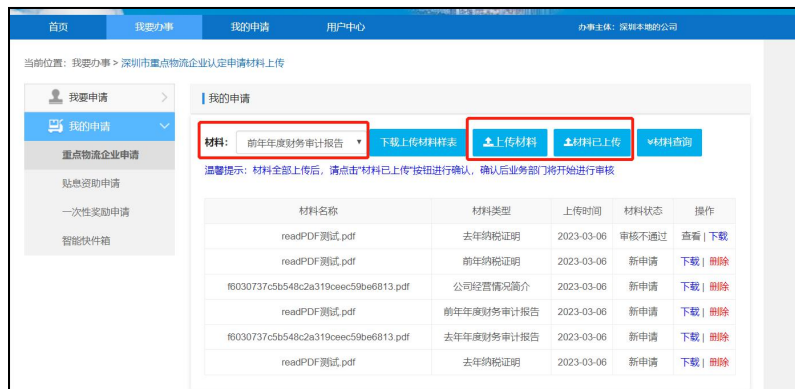 首页 我要办事 我的申请 用户中心 办事主体：深圳本地的公司
当前位置：我要办事 > 深圳市重点物流企业认定申请材料上传
我要申请
我的申请
重点物流企业申请
贴息资助申请
一次性奖励申请
智能快件箱
我的申请
材料： 前年年度财务审计报告 下载上传材料样表 上传材料 材料已上传 材料查询
温馨提示：材料全部上传后，请点击"材料已上传"按钮进行确认，确认后业务部门将开始进行审核
材料名称 材料类型 上传时间 材料状态 操作
readPDF测试.pdf 去年纳税证明 2023-03-06 审核不通过 查看 | 下载
readPDF测试.pdf 前年纳税证明 2023-03-06 新申请 下载 | 删除
f6030737c5b548c2a319ceec59be6813.pdf 公司经营情况简介 2023-03-06 新申请 下载 | 删除
readPDF测试.pdf 前年年度财务审计报告 2023-03-06 新申请 下载 | 删除
f6030737c5b548c2a319ceec59be6813.pdf 去年年度财务审计报告 2023-03-06 新申请 下载 | 删除
readPDF测试.pdf 去年纳税证明 2023-03-06 新申请 下载 | 删除